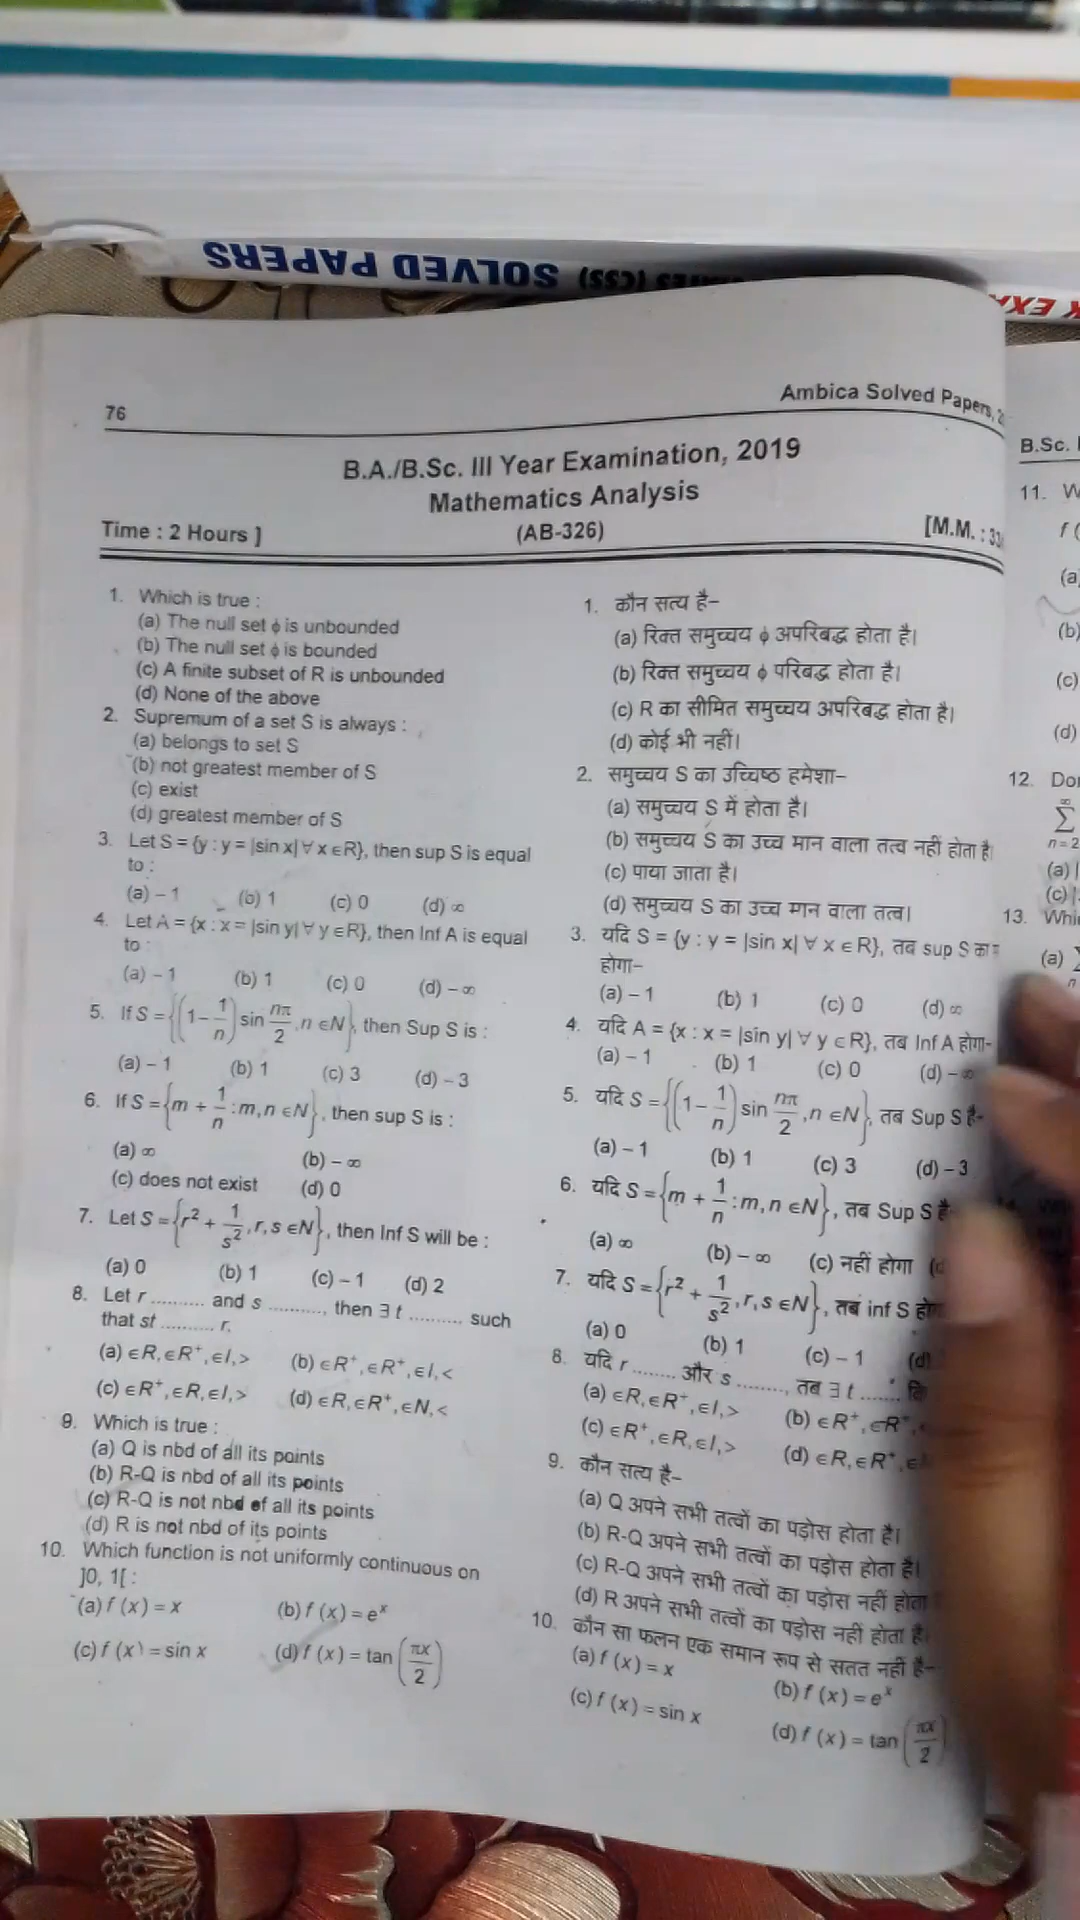 SOLVED PAPERS
(CSS)
76
Ambica Solved Papers,
B.A./B.Sc. III Year Examination, 2019
Mathematics Analysis
Time : 2 Hours ]
(AB-326)
[M.M. : 33
1. Which is true :
(a) The null set ϕ is unbounded
(b) The null set ϕ is bounded
(c) A finite subset of R is unbounded
(d) None of the above
2. Supremum of a set S is always :
(a) belongs to set S
(b) not greatest member of S
(c) exist
(d) greatest member of S
3. Let S = {y : y = |sin x| ∀ x ∈ R}, then sup S is equal
to :
(a) – 1 (b) 1 (c) 0 (d) ∞
4. Let A = {x : x = |sin y| ∀ y ∈ R}, then Inf A is equal
to :
(a) – 1 (b) 1 (c) 0 (d) – ∞
5. If S = {(1 – 1/n) sin nπ/2, n ∈ N}, then Sup S is :
(a) – 1 (b) 1 (c) 3 (d) – 3
6. If S = {m + 1/n : m, n ∈ N}, then sup S is :
(a) ∞ (b) – ∞
(c) does not exist (d) 0
7. Let S = {r² + 1/s², r, s ∈ N}, then Inf S will be :
(a) 0 (b) 1 (c) – 1 (d) 2
8. Let r .......... and s .........., then ∃ t .......... such
that st .......... r.
(a) ∈ R, ∈ R⁺, ∈ I, > (b) ∈ R⁺, ∈ R⁺, ∈ I, <
(c) ∈ R⁺, ∈ R, ∈ I, > (d) ∈ R, ∈ R⁺, ∈ N, <
9. Which is true :
(a) Q is nbd of all its points
(b) R-Q is nbd of all its points
(c) R-Q is not nbd of all its points
(d) R is not nbd of its points
10. Which function is not uniformly continuous on
]0, 1[ :
(a) f (x) = x (b) f (x) = eˣ
(c) f (x) = sin x (d) f (x) = tan (πx/2)
1. कौन सत्य है–
(a) रिक्त समुच्चय ϕ अपरिबद्ध होता है।
(b) रिक्त समुच्चय ϕ परिबद्ध होता है।
(c) R का सीमित समुच्चय अपरिबद्ध होता है।
(d) कोई भी नहीं।
2. समुच्चय S का उच्चिष्ठ हमेशा–
(a) समुच्चय S में होता है।
(b) समुच्चय S का उच्च मान वाला तत्व नहीं होता है
(c) पाया जाता है।
(d) समुच्चय S का उच्च मान वाला तत्व।
3. यदि S = {y : y = |sin x| ∀ x ∈ R}, तब sup S का
होगा–
(a) – 1 (b) 1 (c) 0 (d) ∞
4. यदि A = {x : x = |sin y| ∀ y ∈ R}, तब Inf A होगा–
(a) – 1 (b) 1 (c) 0 (d) – ∞
5. यदि S = {(1 – 1/n) sin nπ/2, n ∈ N}, तब Sup S है–
(a) – 1 (b) 1 (c) 3 (d) – 3
6. यदि S = {m + 1/n : m, n ∈ N}, तब Sup S है
(a) ∞ (b) – ∞ (c) नहीं होगा
7. यदि S = {r² + 1/s², r, s ∈ N}, तब inf S
(a) 0 (b) 1 (c) – 1 (d)
8. यदि r ........ और s ........, तब ∃ t .......
(a) ∈ R, ∈ R⁺, ∈ I, > (b) ∈ R⁺, ∈ R⁺,
(c) ∈ R⁺, ∈ R, ∈ I, > (d) ∈ R, ∈ R⁺,
9. कौन सत्य है–
(a) Q अपने सभी तत्वों का पड़ोस होता है।
(b) R-Q अपने सभी तत्वों का पड़ोस होता है।
(c) R-Q अपने सभी तत्वों का पड़ोस नहीं होता
(d) R अपने सभी तत्वों का पड़ोस नहीं होता है।
10. कौन सा फलन एक समान रूप से सतत नहीं है–
(a) f (x) = x (b) f (x) = eˣ
(c) f (x) = sin x (d) f (x) = tan (πx/2)
B.Sc.
11.
(a)
(b)
(c)
(d)
12.
∞
∑
n = 2
(a)
(c)
13.
(a)